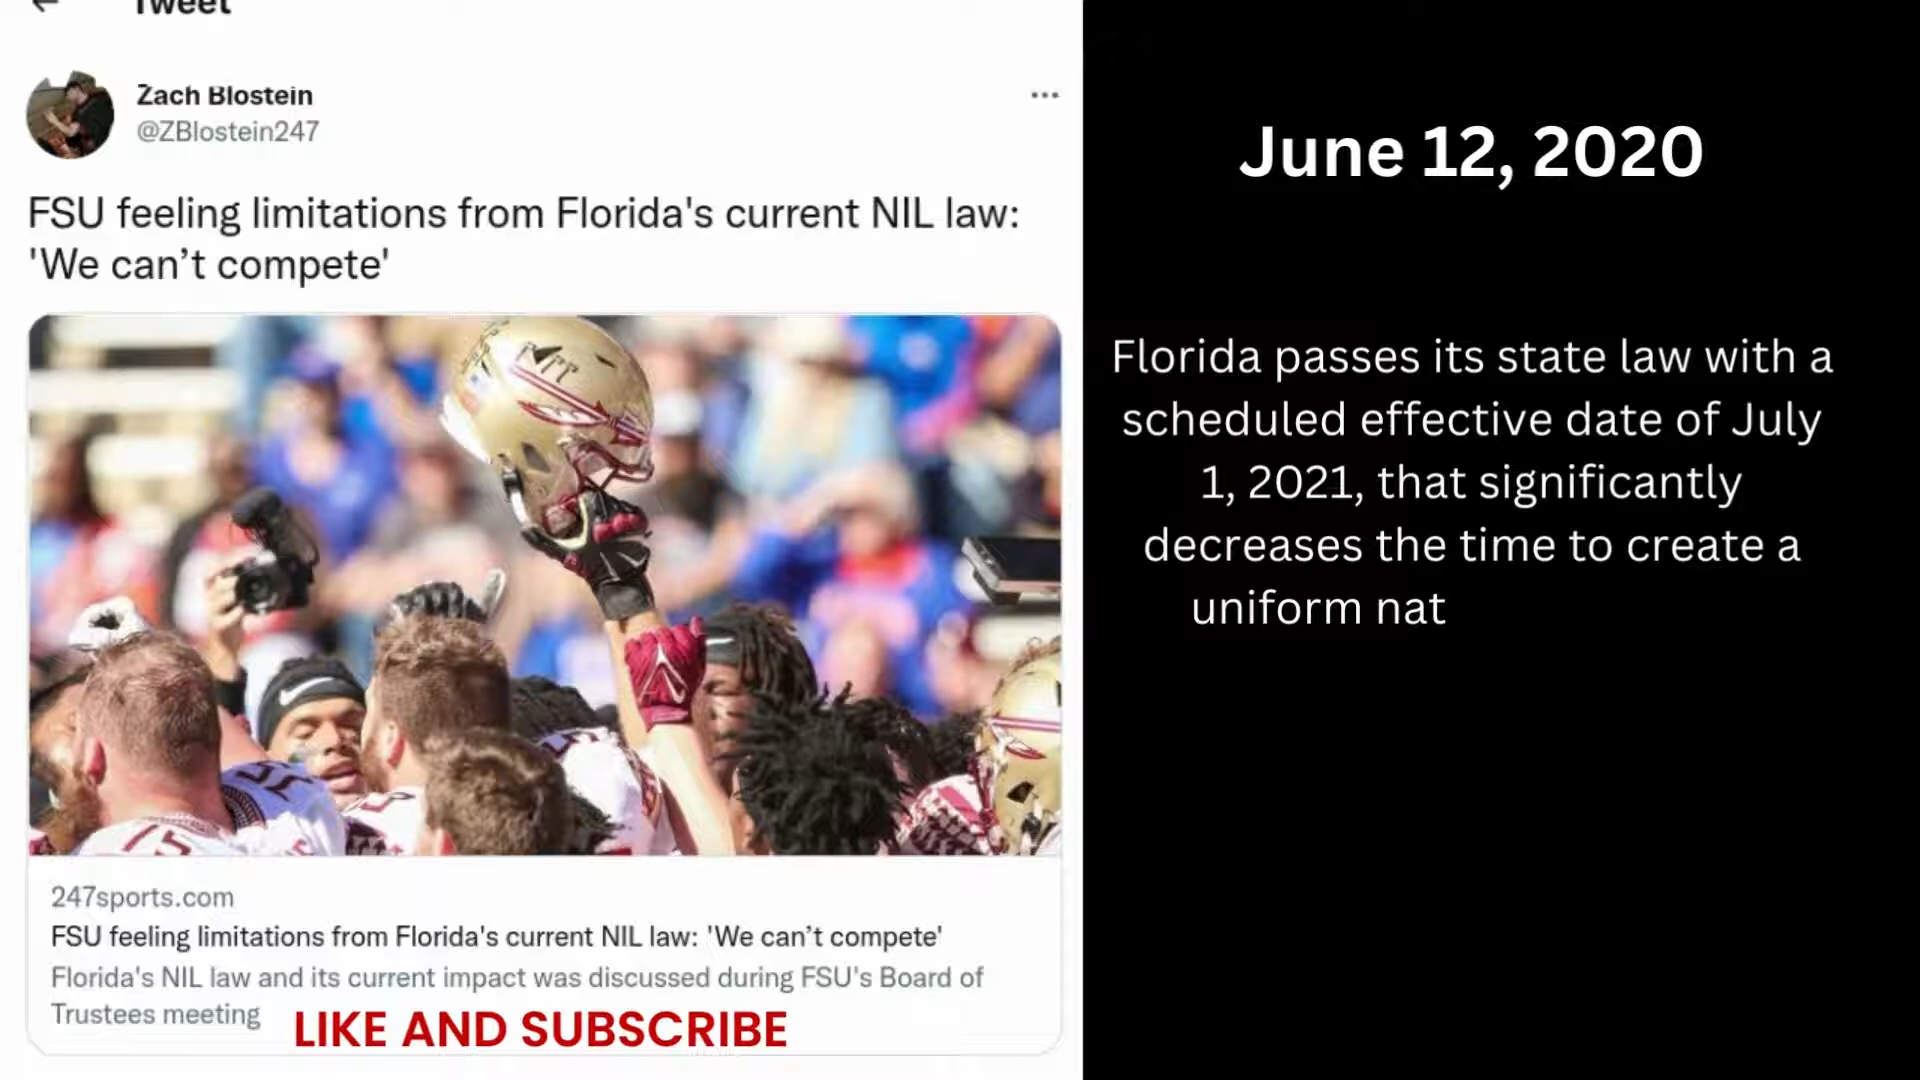 Tweet
Zach Blostein
@ZBlostein247
FSU feeling limitations from Florida's current NIL law:
'We can’t compete'
247sports.com
FSU feeling limitations from Florida's current NIL law: 'We can’t compete'
Florida's NIL law and its current impact was discussed during FSU's Board of
Trustees meeting
LIKE AND SUBSCRIBE
June 12, 2020
Florida passes its state law with a
scheduled effective date of July
1, 2021, that significantly
decreases the time to create a
uniform nat